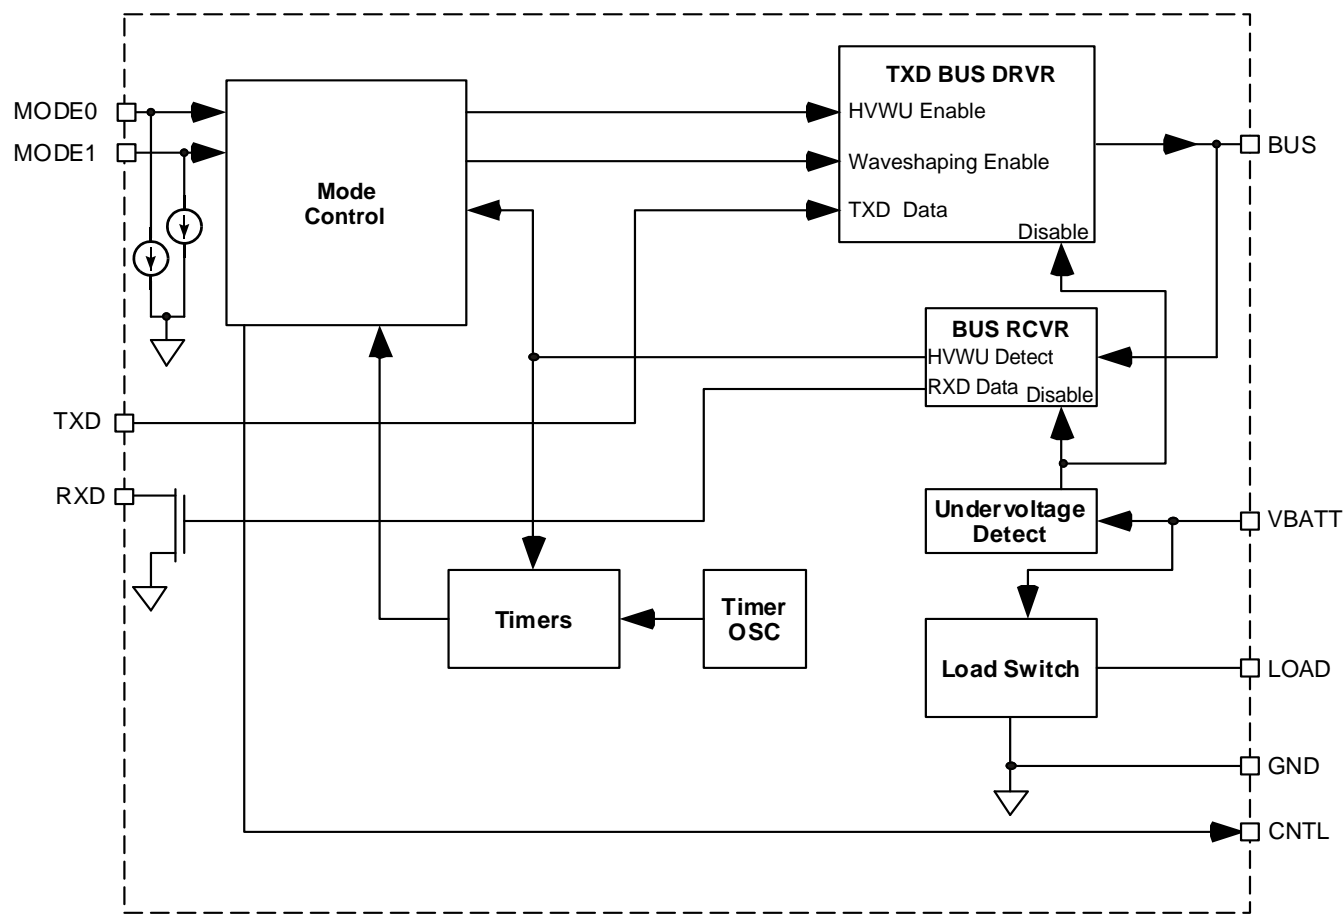 MODE0
MODE1
Mode
Control
TXD BUS DRVR
HVWU Enable
Waveshaping Enable
TXD Data
Disable
BUS
BUS RCVR
HVWU Detect
RXD Data
Disable
TXD
RXD
Undervoltage
Detect
VBATT
Timers
Timer
OSC
Load Switch
LOAD
GND
CNTL